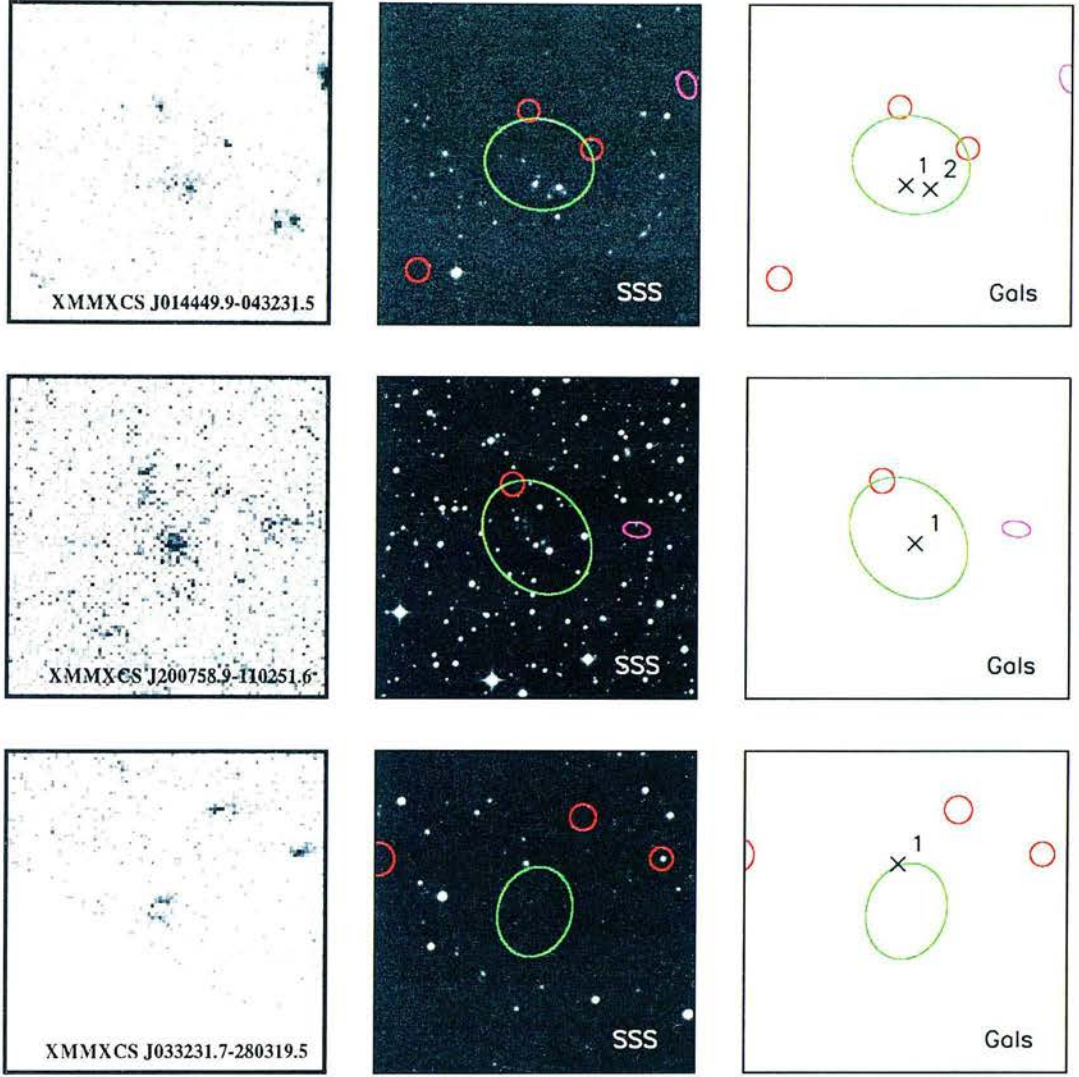 XMMXCS J014449.9-043231.5
SSS
1 2
Gals
XMMXCS J200758.9-110251.6
SSS
1
Gals
XMMXCS J033231.7-280319.5
SSS
1
Gals